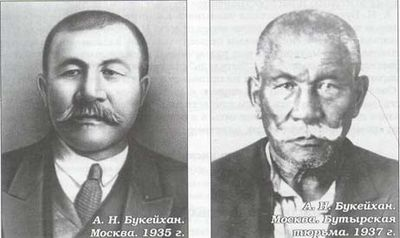 А. Н. Букейхан.
Москва. 1935 г.
А. Н. Букейхан.
Москва. Бутырская
тюрьма. 1937 г.